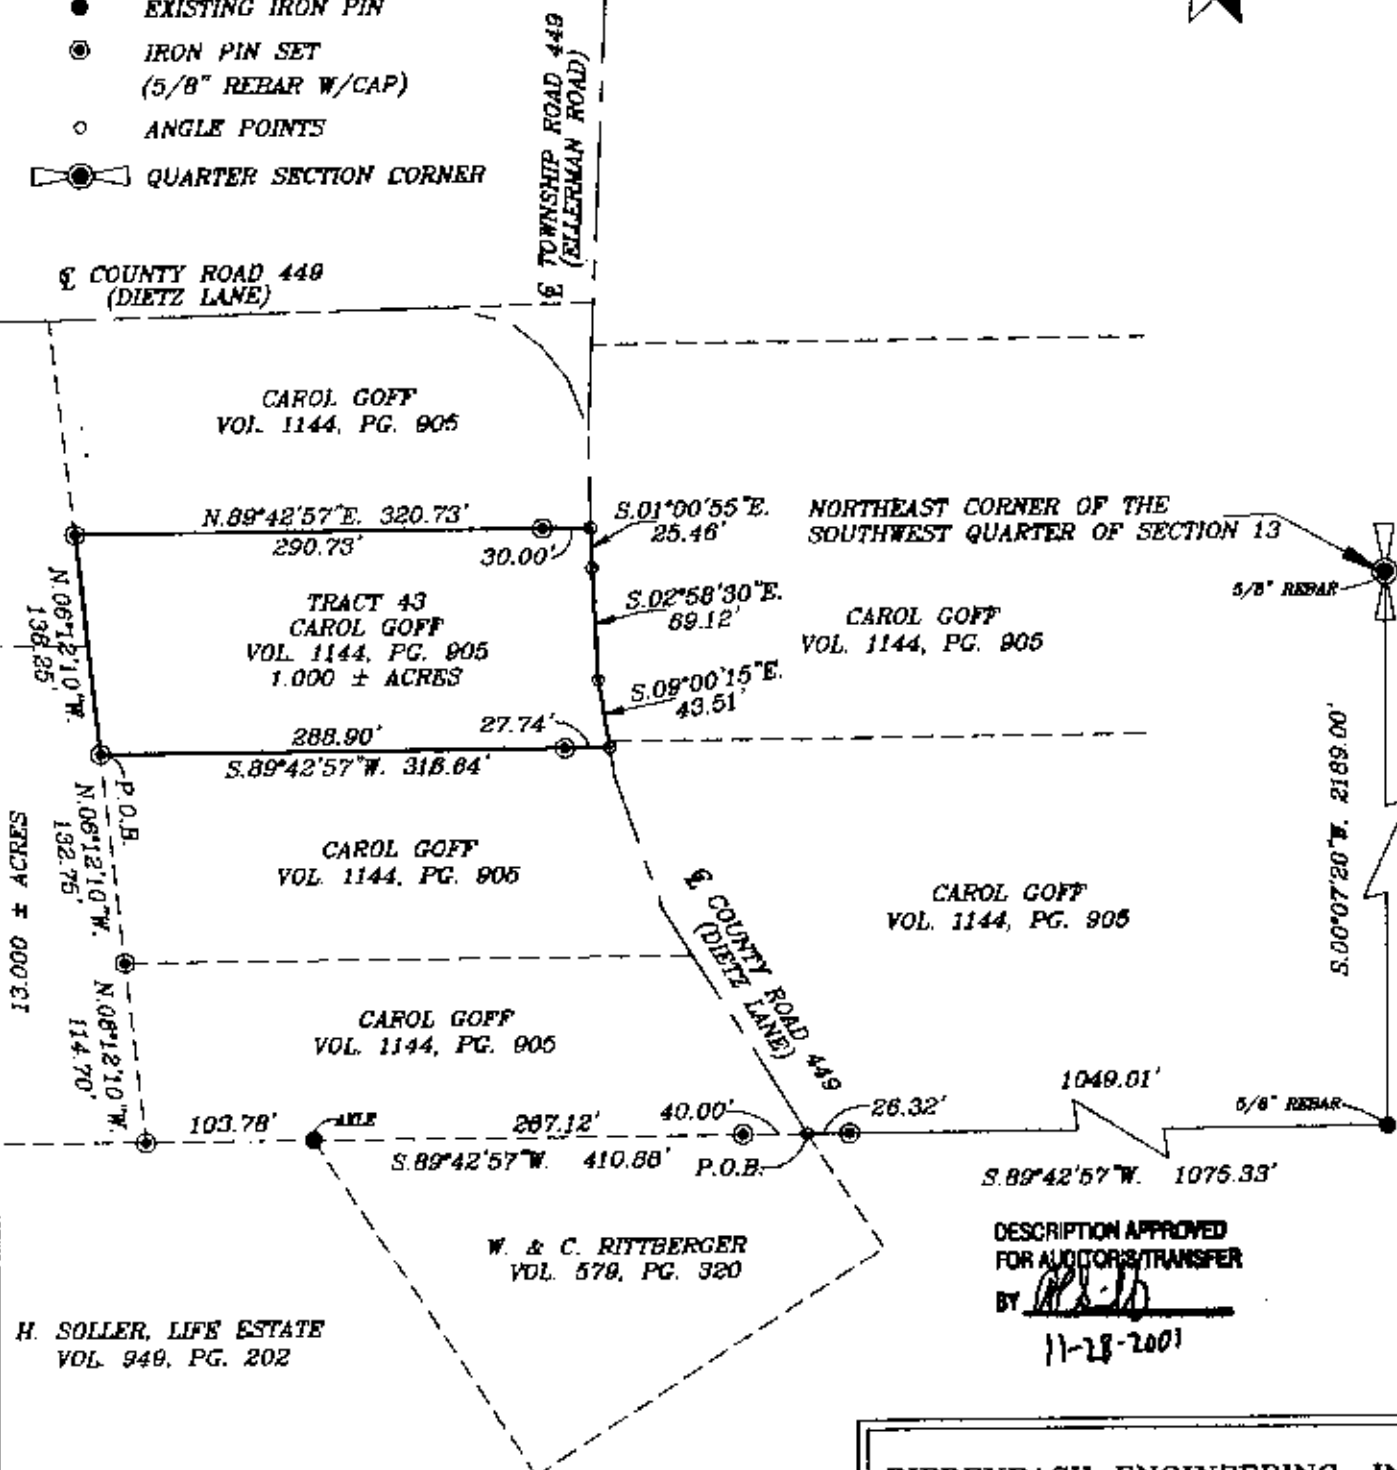 EXISTING IRON PIN
IRON PIN SET
(5/8" REBAR W/CAP)
ANGLE POINTS
QUARTER SECTION CORNER
℄ TOWNSHIP ROAD 449
(ELLERMAN ROAD)
℄ COUNTY ROAD 449
(DIETZ LANE)
CAROL GOFF
VOL. 1144, PG. 905
N.89°42'57"E. 320.73'
290.73'
30.00'
S.01°00'55"E.
25.46'
NORTHEAST CORNER OF THE
SOUTHWEST QUARTER OF SECTION 13
5/8" REBAR
N.06°12'10"W.
136.25'
TRACT 43
CAROL GOFF
VOL. 1144, PG. 905
1.000 ± ACRES
S.02°58'30"E.
69.12'
CAROL GOFF
VOL. 1144, PG. 905
S.09°00'15"E.
43.51'
288.90'
27.74'
S.89°42'57"W. 316.64'
P.O.B.
N.06°12'10"W.
132.75'
13.000 ± ACRES
CAROL GOFF
VOL. 1144, PG. 905
℄ COUNTY ROAD 449
(DIETZ LANE)
CAROL GOFF
VOL. 1144, PG. 905
S.00°07'20"W. 2189.00'
N.06°12'10"W.
114.70'
CAROL GOFF
VOL. 1144, PG. 905
103.78'
AXLE
267.12'
40.00'
26.32'
1049.01'
5/8" REBAR
S.89°42'57"W. 410.88'
P.O.B.
S.89°42'57"W. 1075.33'
W. & C. RITTBERGER
VOL. 579, PG. 320
DESCRIPTION APPROVED
FOR AUDITOR'S TRANSFER
BY
11-28-2001
H. SOLLER, LIFE ESTATE
VOL. 949, PG. 202